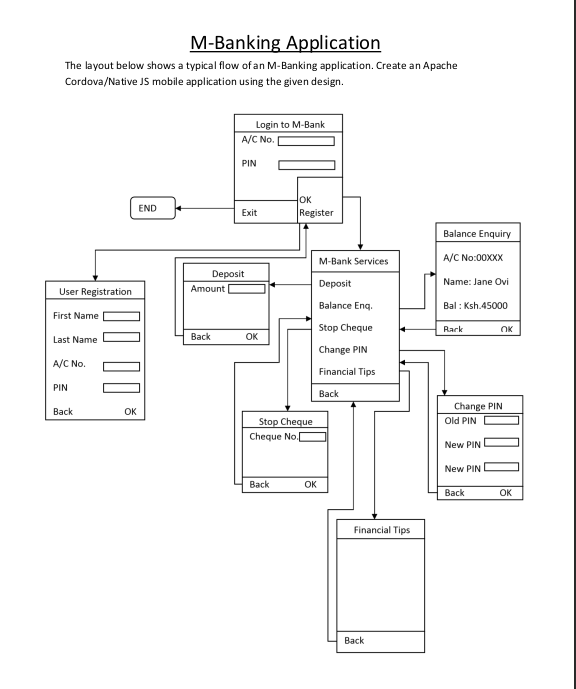 M-Banking Application
The layout below shows a typical flow of an M-Banking application. Create an Apache
Cordova/Native JS mobile application using the given design.
Login to M-Bank
A/C No.
PIN
OK
Exit
Register
END
User Registration
First Name
Last Name
A/C No.
PIN
Back OK
Deposit
Amount
Back OK
M-Bank Services
Deposit
Balance Enq.
Stop Cheque
Change PIN
Financial Tips
Back
Balance Enquiry
A/C No:00XXX
Name: Jane Ovi
Bal : Ksh.45000
Back OK
Stop Cheque
Cheque No.
Back OK
Change PIN
Old PIN
New PIN
New PIN
Back OK
Financial Tips
Back